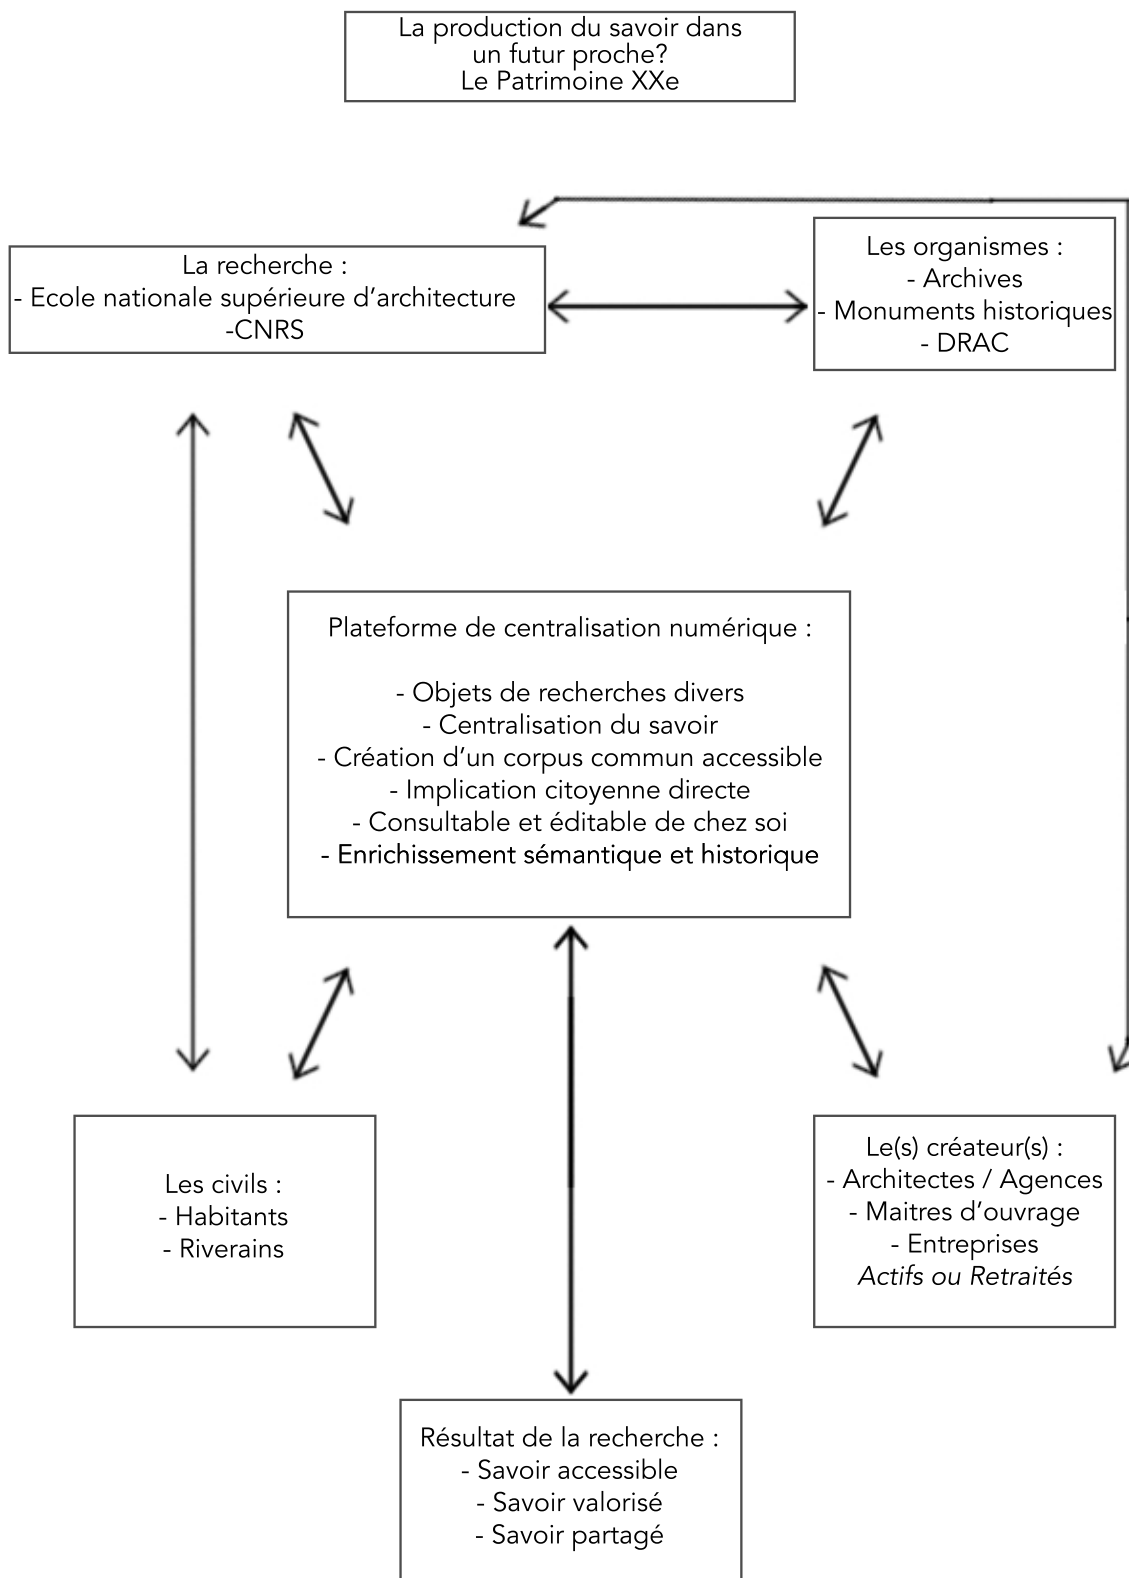 La production du savoir dans
un futur proche?
Le Patrimoine XXe
La recherche :
- Ecole nationale supérieure d'architecture
-CNRS
Les organismes :
- Archives
- Monuments historiques
- DRAC
Plateforme de centralisation numérique :
- Objets de recherches divers
- Centralisation du savoir
- Création d'un corpus commun accessible
- Implication citoyenne directe
- Consultable et éditable de chez soi
- Enrichissement sémantique et historique
Les civils :
- Habitants
- Riverains
Le(s) créateur(s) :
- Architectes / Agences
- Maitres d'ouvrage
- Entreprises
Actifs ou Retraités
Résultat de la recherche :
- Savoir accessible
- Savoir valorisé
- Savoir partagé